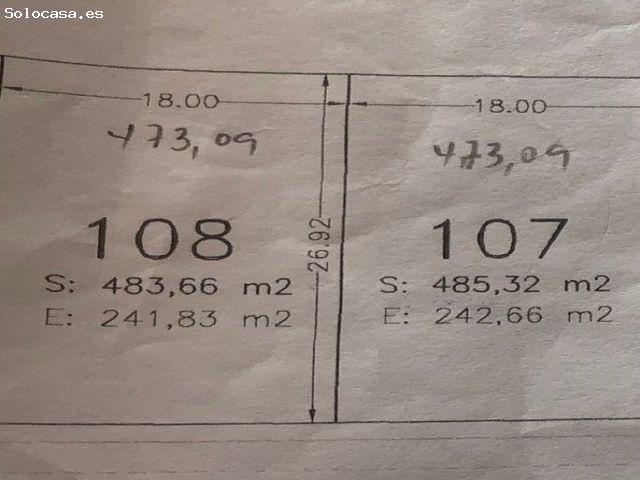 Solocasa.es
18.00
473,09
108
S: 483,66 m2
E: 241,83 m2
26.92
18.00
473,09
107
S: 485,32 m2
E: 242,66 m2